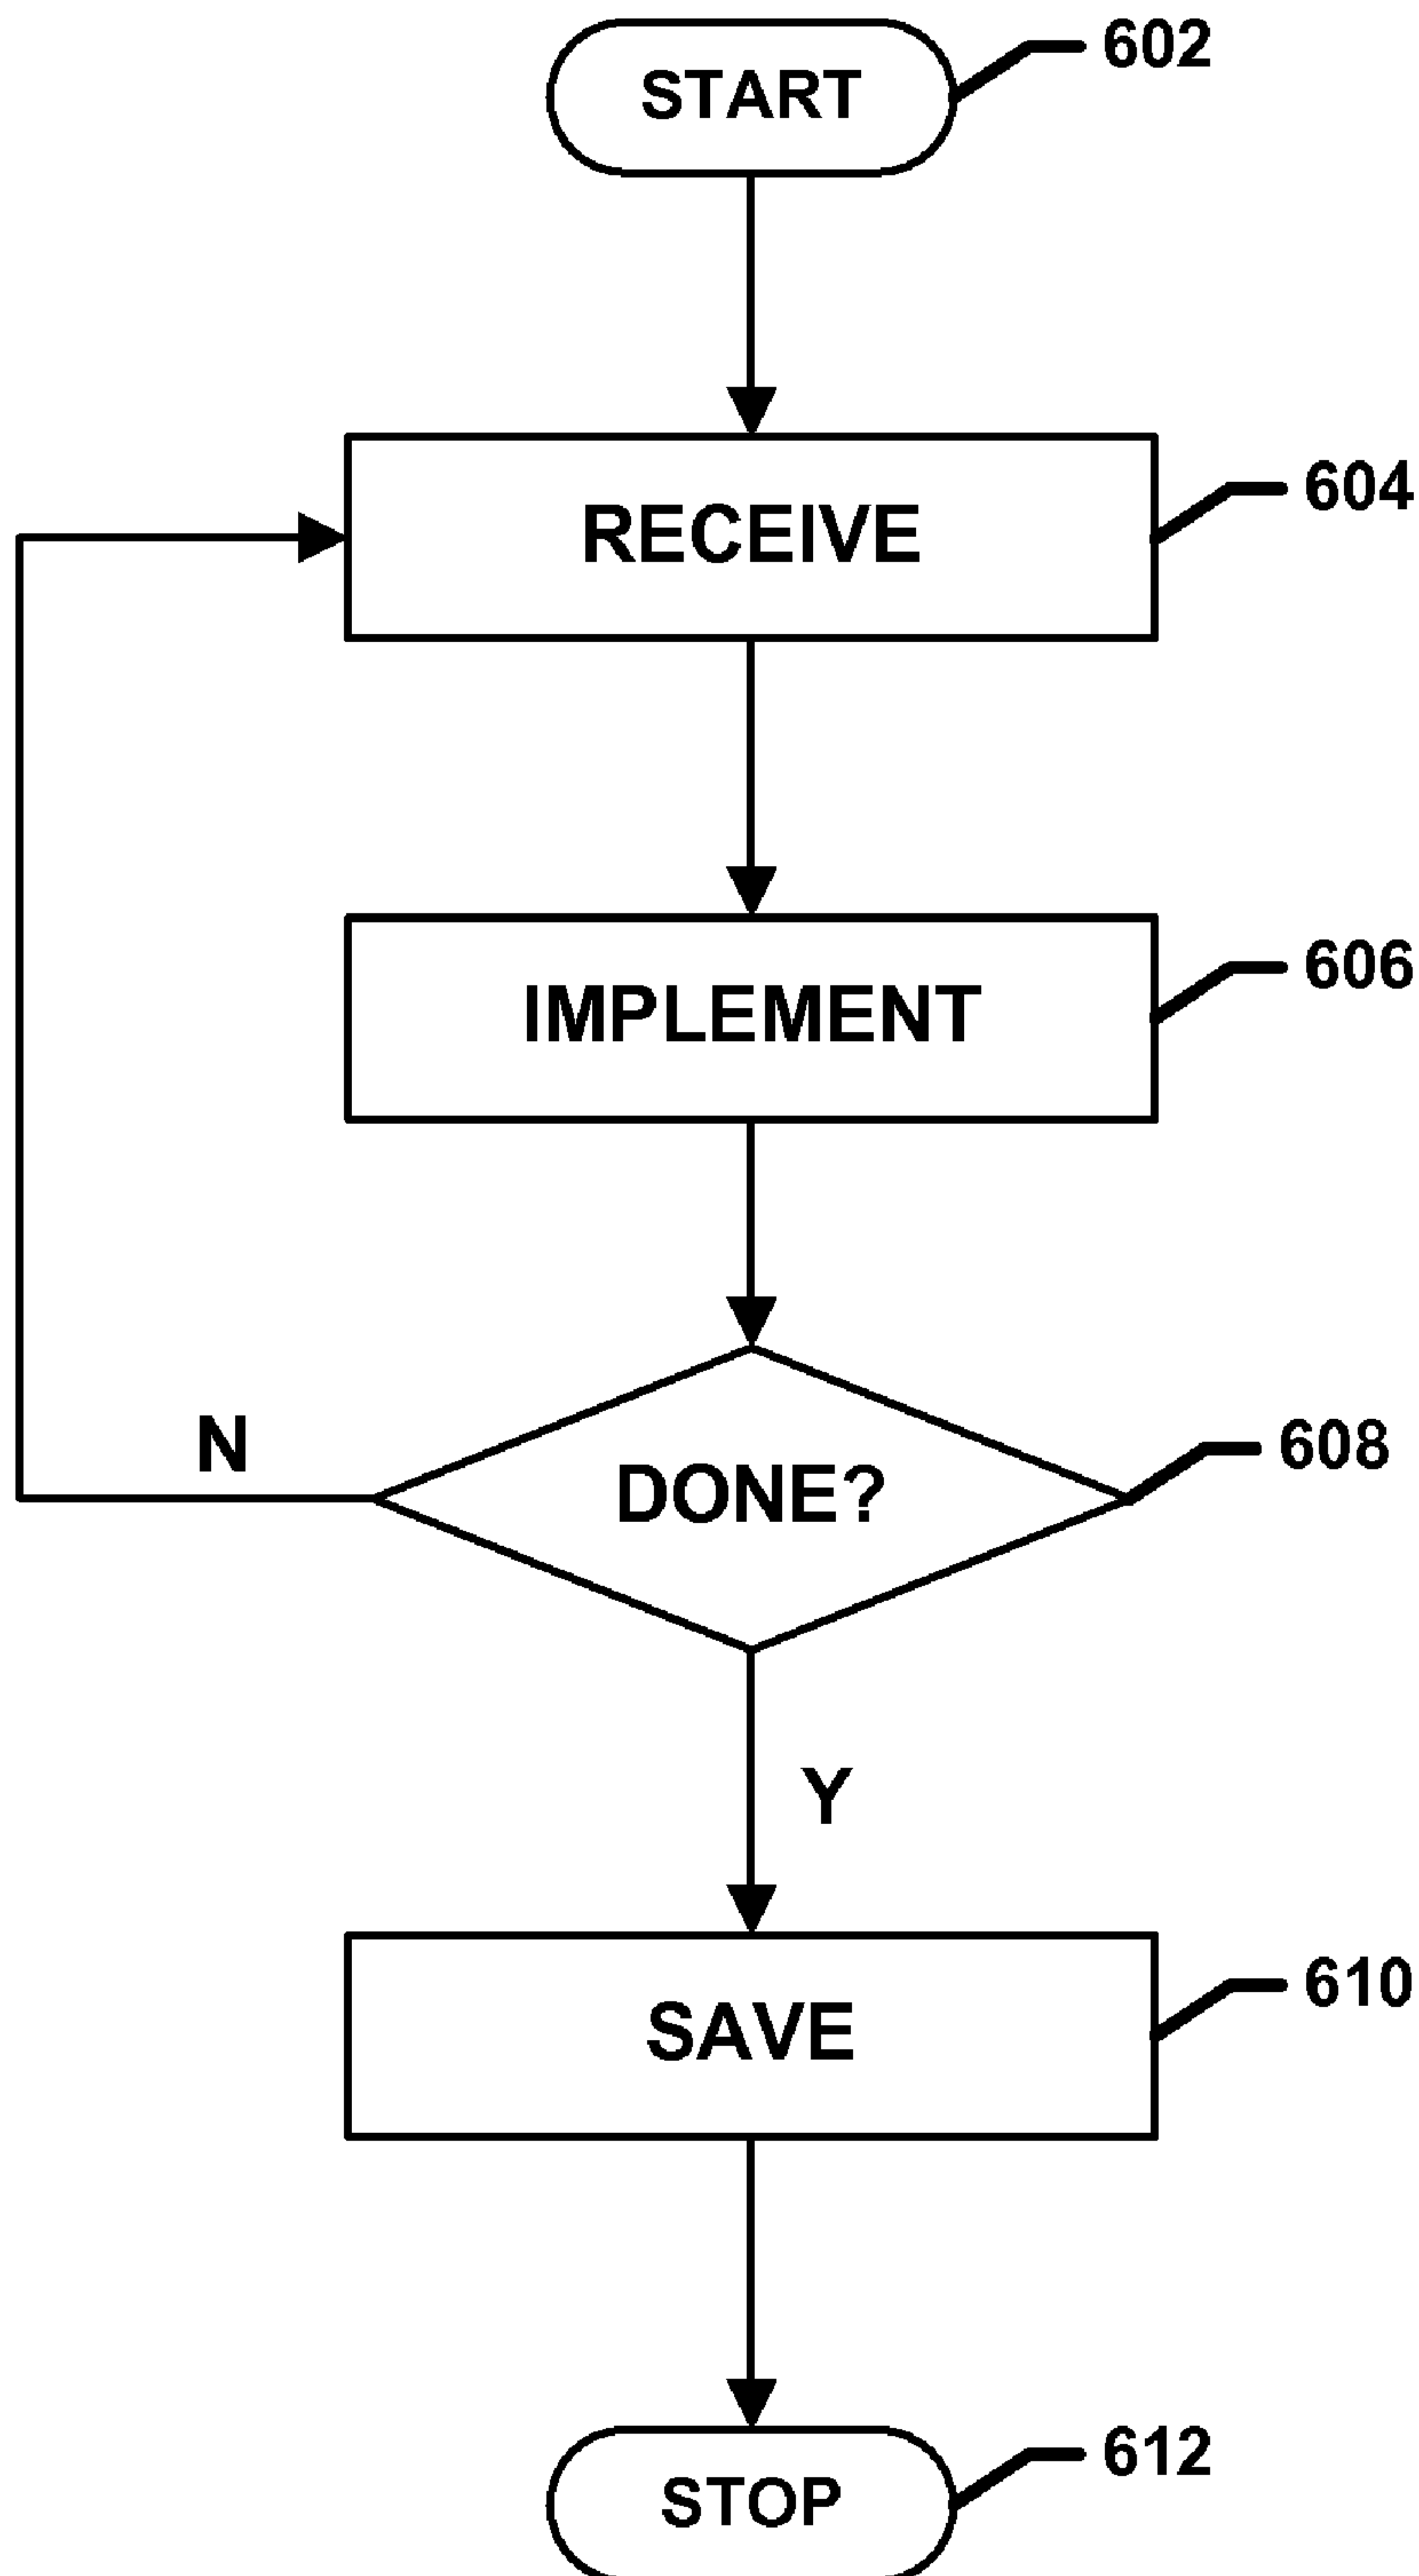 START
602
RECEIVE
604
IMPLEMENT
606
DONE?
608
N
Y
SAVE
610
STOP
612